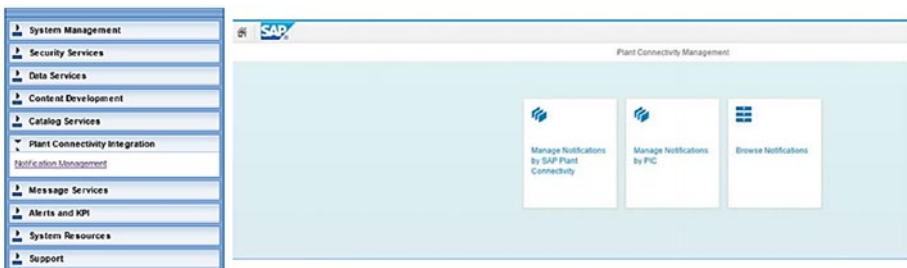 System Management
Security Services
Data Services
Content Development
Catalog Services
Plant Connectivity Integration
Notification Management
Message Services
Alerts and KPI
System Resources
Support
SAP
Plant Connectivity Management
Manage Notifications
by SAP Plant
Connectivity
Manage Notifications
by PIC
Browse Notifications